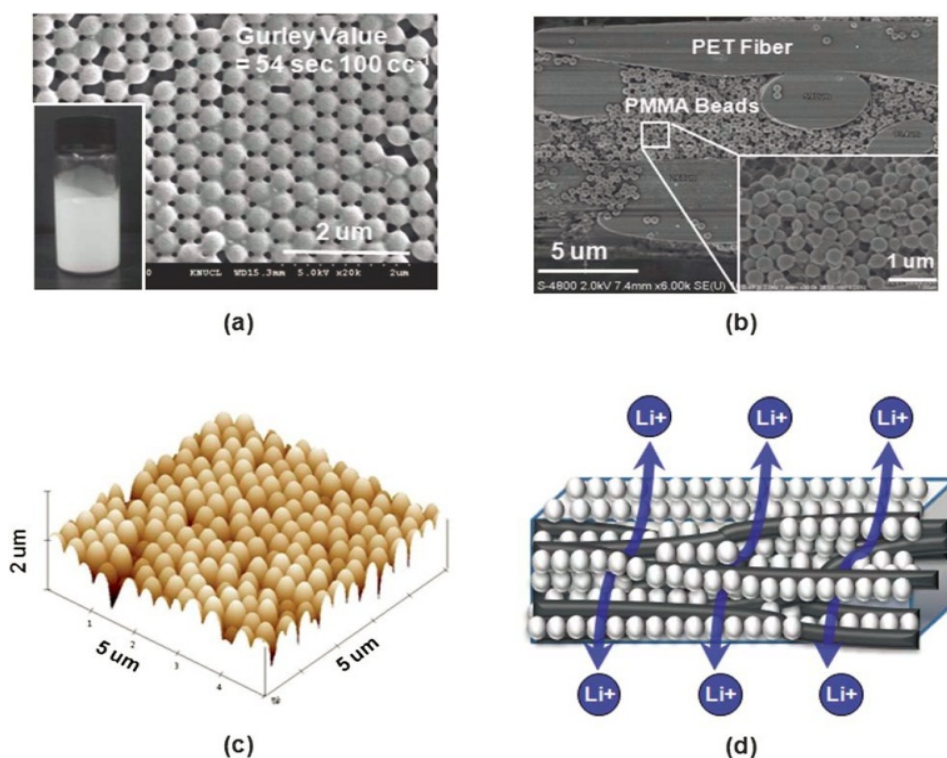 (a)
Gurley Value
= 54 sec 100 cc⁻¹
2 um
KNUCL WD15.3mm 5.0kV x20k 2um
(b)
PET Fiber
PMMA Beads
5 um
1 um
S-4800 2.0kV 7.4mm x6.00k SE(U)
(a)
(b)
2 um
1
2
3
4
5 um
5 um
Li+
Li+
Li+
Li+
Li+
Li+
(c)
(d)